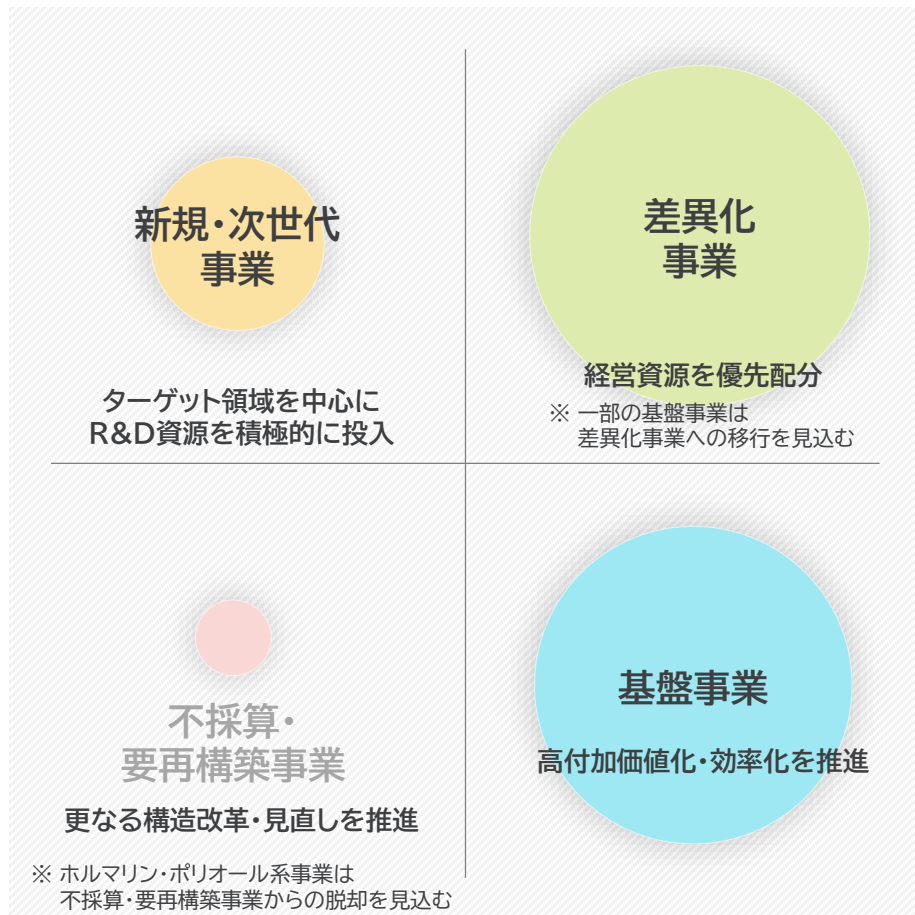 新規・次世代
事業
ターゲット領域を中心に
R&D資源を積極的に投入
差異化
事業
経営資源を優先配分
※ 一部の基盤事業は
差異化事業への移行を見込む
不採算・
要再構築事業
更なる構造改革・見直しを推進
※ ホルマリン・ポリオール系事業は
不採算・要再構築事業からの脱却を見込む
基盤事業
高付加価値化・効率化を推進